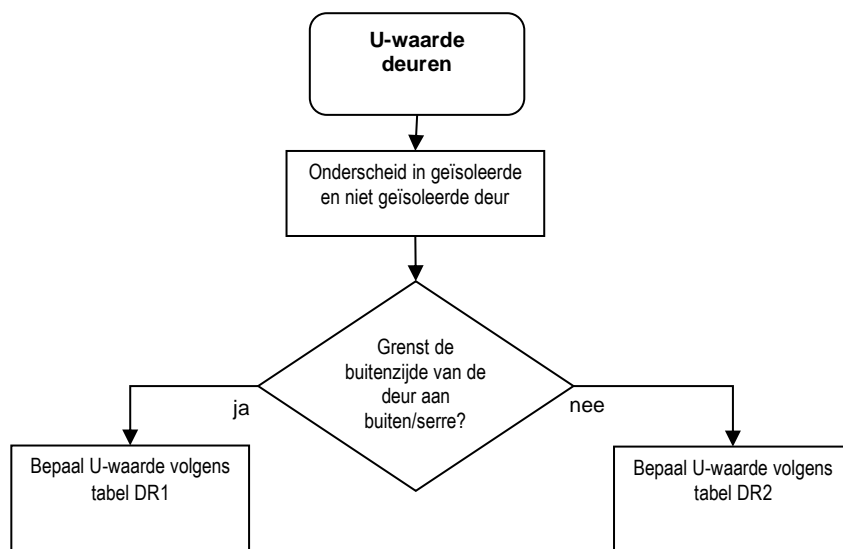 U-waarde
deuren
Onderscheid in geïsoleerde
en niet geïsoleerde deur
Grenst de
buitenzijde van de
deur aan
buiten/serre?
ja
nee
Bepaal U-waarde volgens
tabel DR1
Bepaal U-waarde volgens
tabel DR2